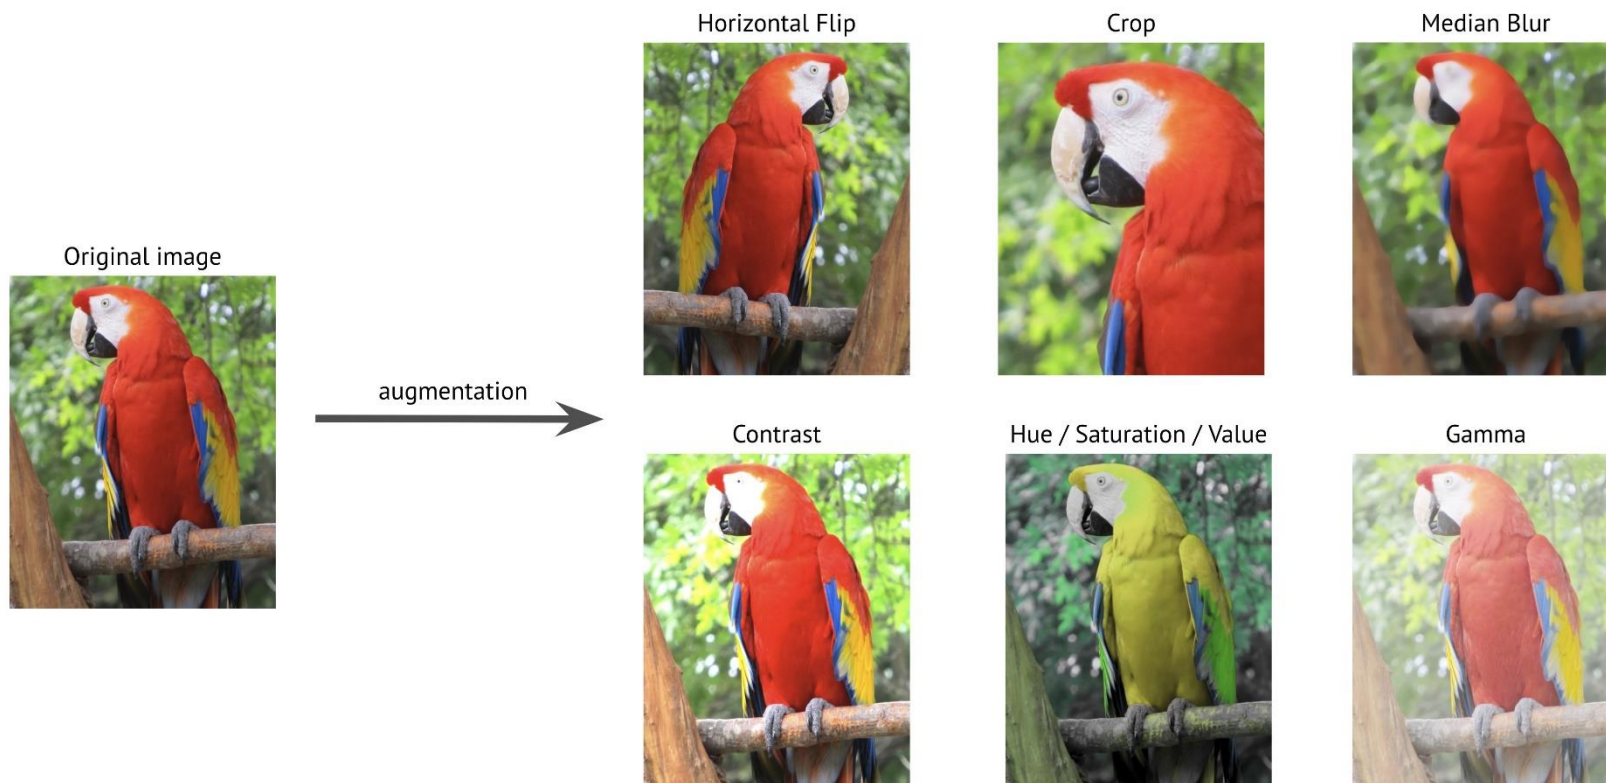 Horizontal Flip
Crop
Median Blur
Original image
augmentation
Contrast
Hue / Saturation / Value
Gamma